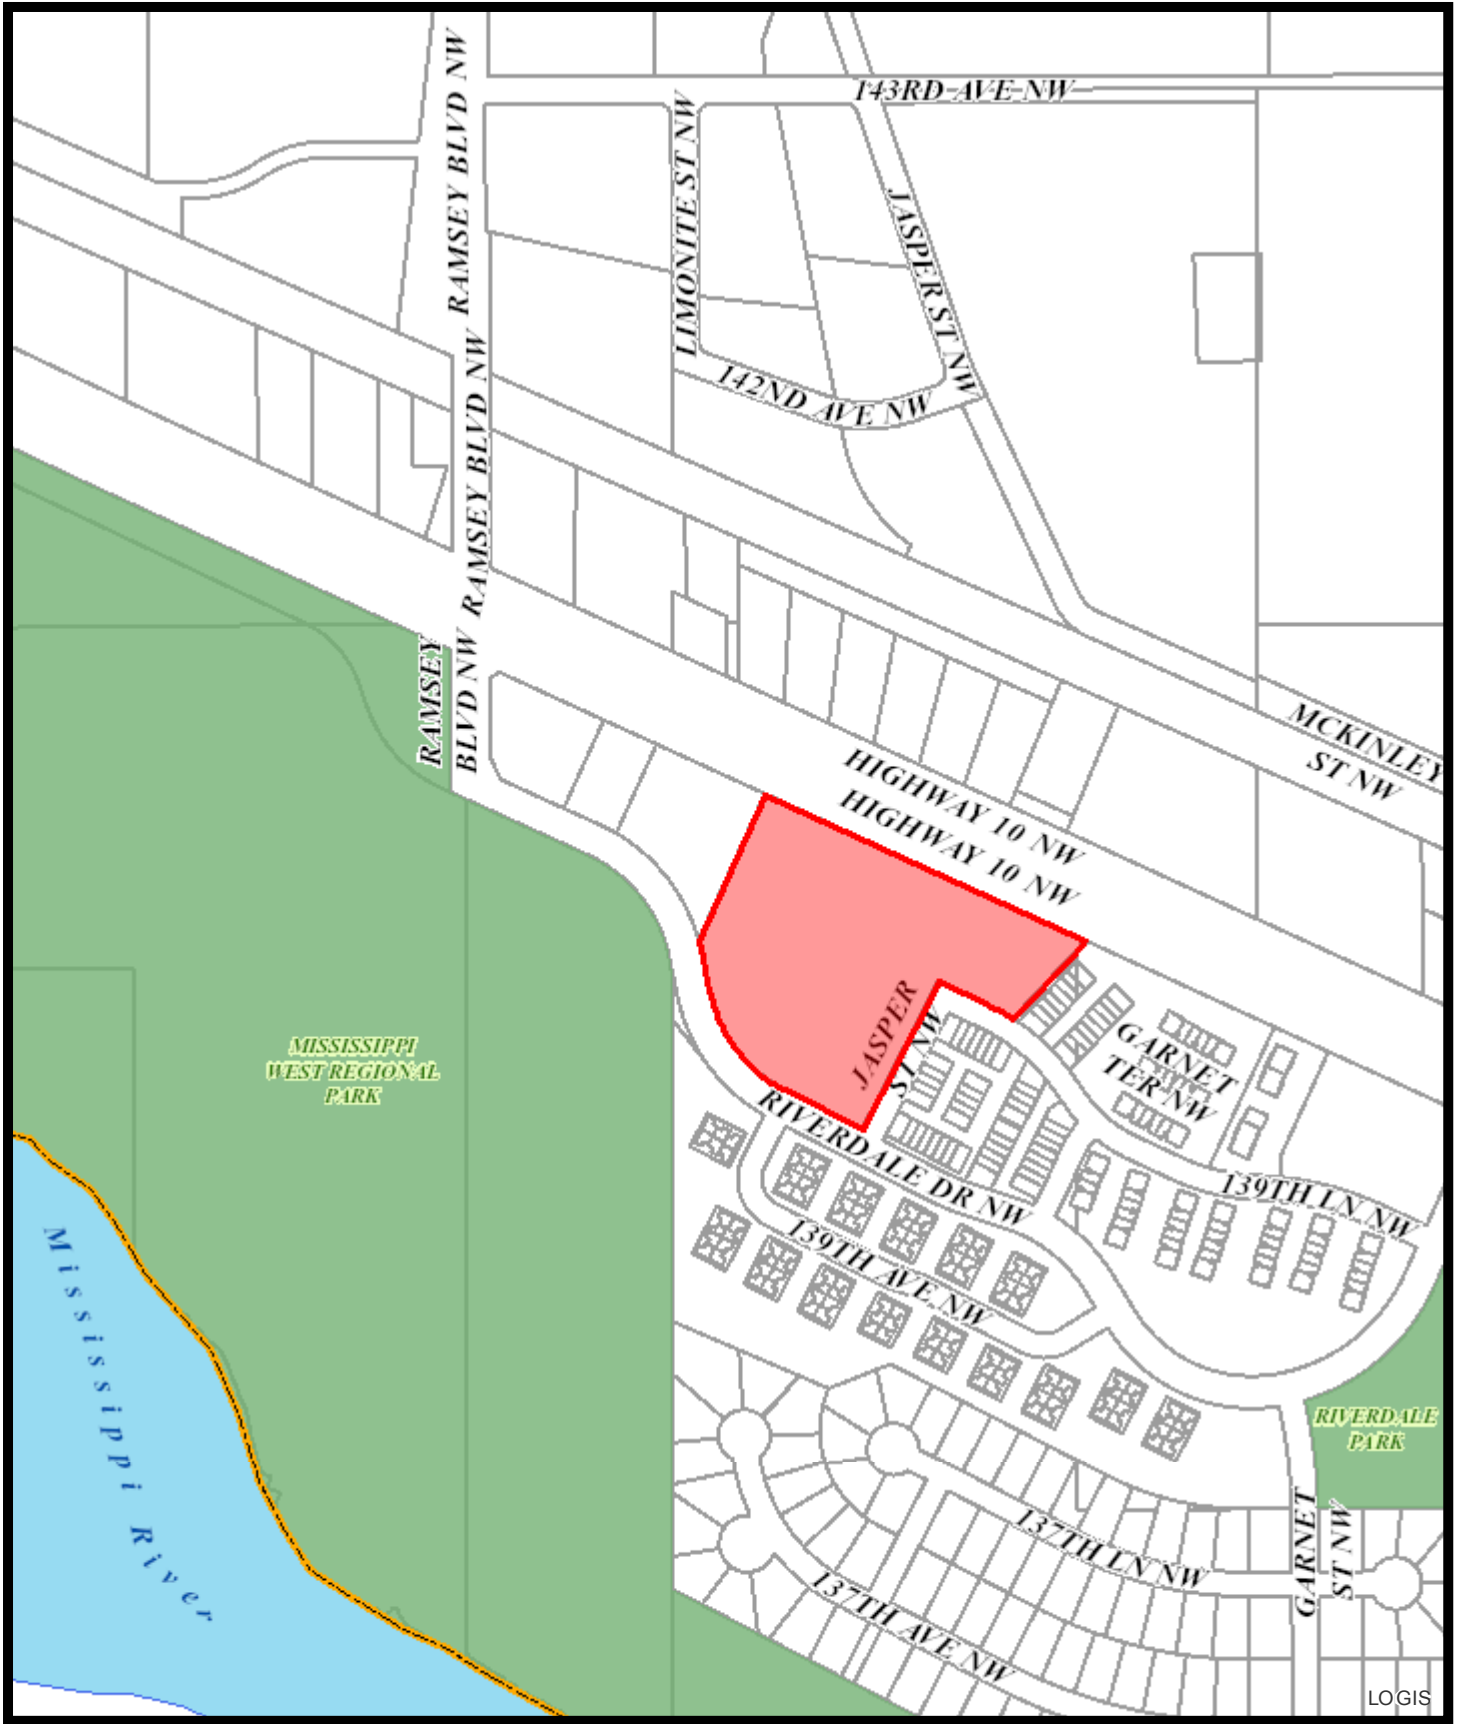 RAMSEY BLVD NW
143RD AVE NW
LIMONITE ST NW
RAMSEY BLVD NW
JASPER ST NW
142ND AVE NW
RAMSEY BLVD NW
RAMSEY BLVD NW
RAMSEY
BLVD NW
MCKINLEY
ST NW
HIGHWAY 10 NW
HIGHWAY 10 NW
JASPER
ST NW
GARNET
TER NW
MISSISSIPPI
WEST REGIONAL
PARK
RIVERDALE DR NW
139TH LN NW
139TH AVE NW
Mississippi River
RIVERDALE
PARK
137TH LN NW
GARNET
ST NW
137TH AVE NW
LOGIS